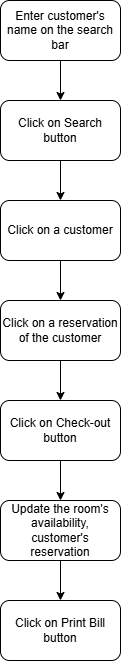 Enter customer's
name on the search
bar
Click on Search
button
Click on a customer
Click on a reservation
of the customer
Click on Check-out
button
Update the room's
availability,
customer's
reservation
Click on Print Bill
button